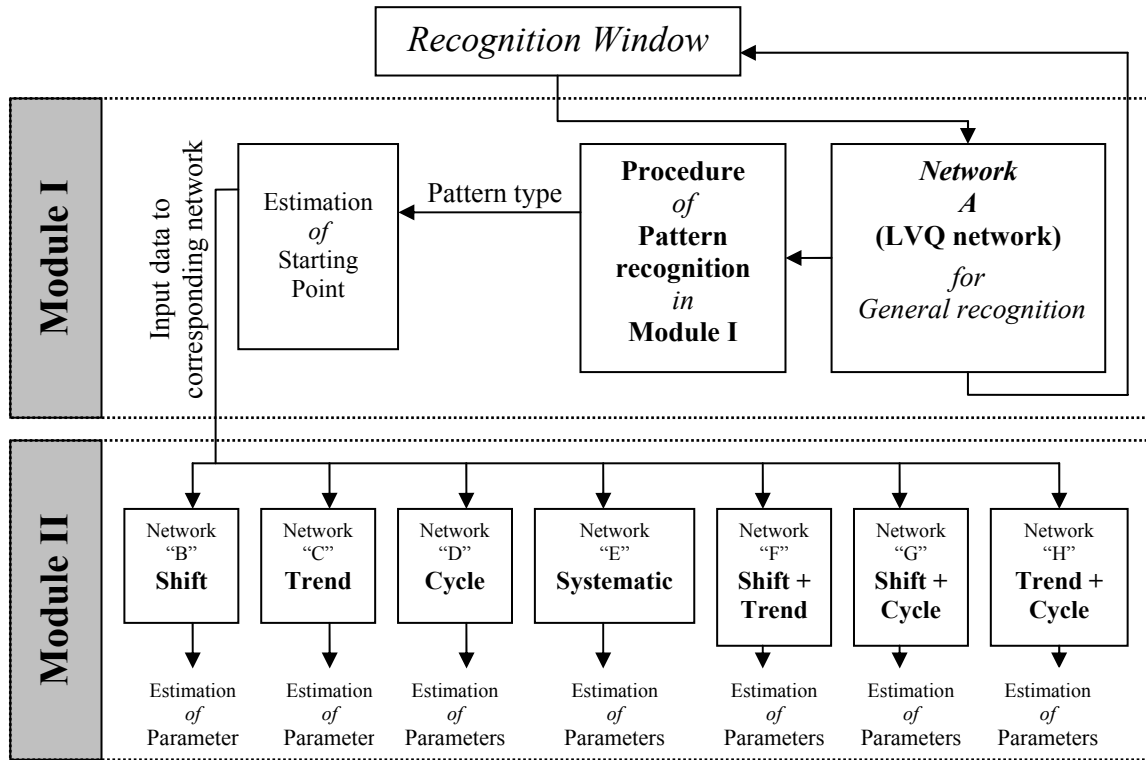 Recognition Window
Module I
Input data to
corresponding network
Estimation
of
Starting
Point
Pattern type
Procedure
of
Pattern
recognition
in
Module I
Network
A
(LVQ network)
for
General recognition
Module II
Network
“B”
Shift
Estimation
of
Parameter
Network
“C”
Trend
Estimation
of
Parameter
Network
“D”
Cycle
Estimation
of
Parameters
Network
“E”
Systematic
Estimation
of
Parameters
Network
“F”
Shift +
Trend
Estimation
of
Parameters
Network
“G”
Shift +
Cycle
Estimation
of
Parameters
Network
“H”
Trend +
Cycle
Estimation
of
Parameters